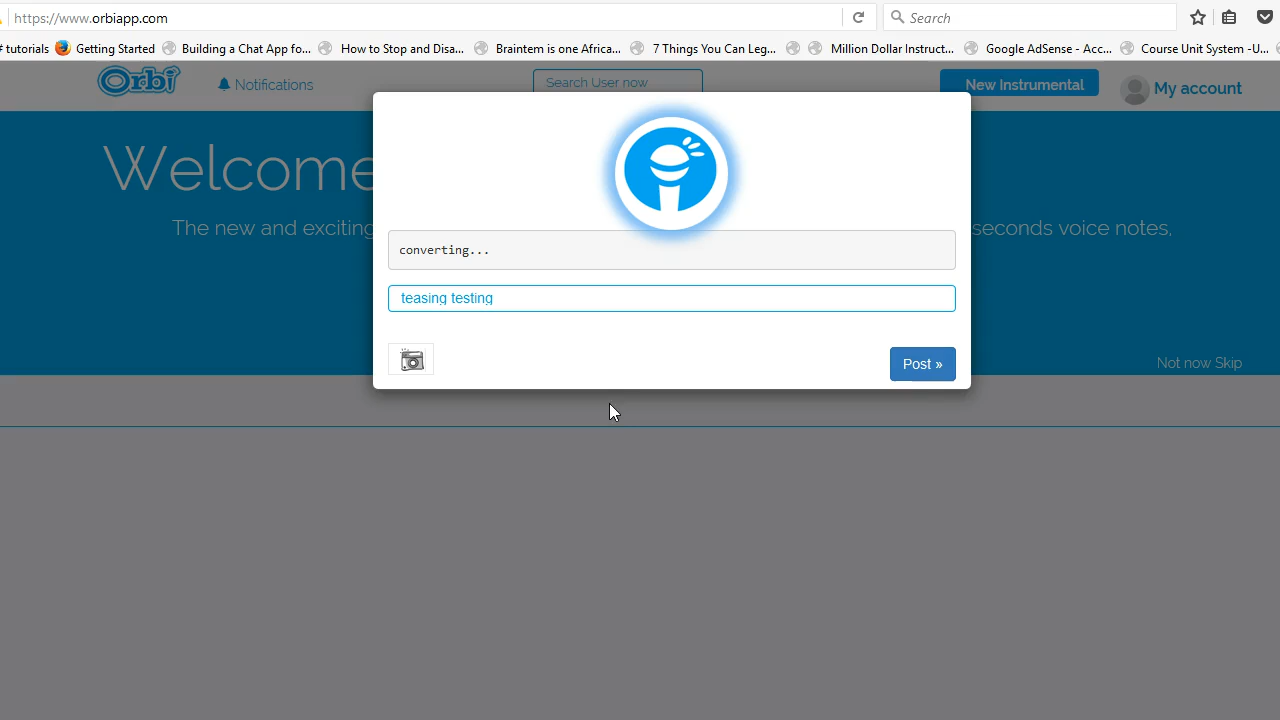 https://www.orbiapp.com
Search
tutorials Getting Started Building a Chat App fo... How to Stop and Disa... Braintem is one Africa... 7 Things You Can Leg... Million Dollar Instruct... Google AdSense - Acc... Course Unit System -U...
Orbi Notifications Search User now New Instrumental My account
Welcome
The new and exciting seconds voice notes,
converting...
teasing testing
Post »
Not now Skip